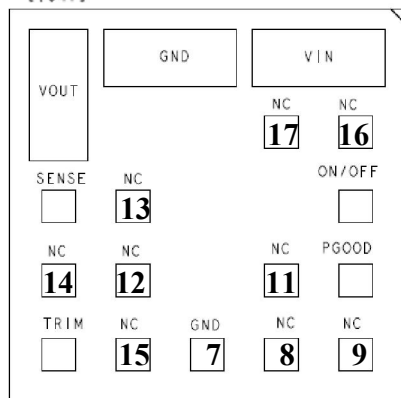 GND VIN
VOUT
NC NC
17 16
SENSE NC ON/OFF
13
NC NC NC PGOOD
14 12 11
TRIM NC GND NC NC
15 7 8 9